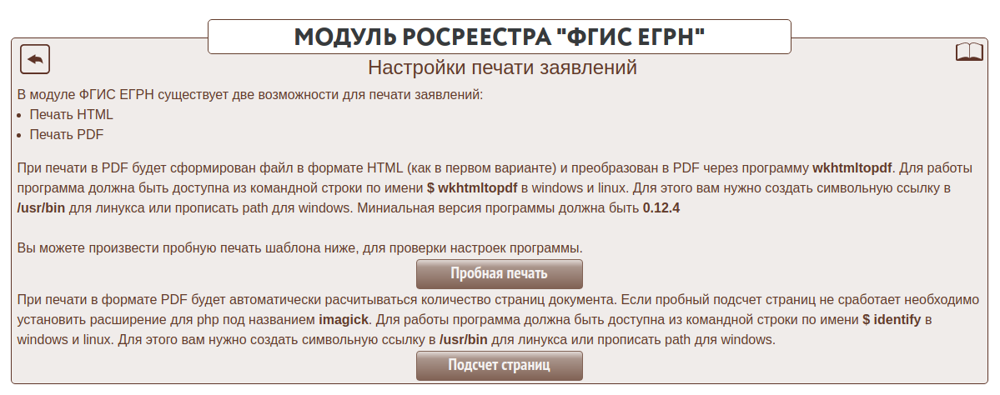 МОДУЛЬ РОСРЕЕСТРА "ФГИС ЕГРН"
Настройки печати заявлений
В модуле ФГИС ЕГРН существует две возможности для печати заявлений:
• Печать HTML
• Печать PDF
При печати в PDF будет сформирован файл в формате HTML (как в первом варианте) и преобразован в PDF через программу wkhtmltopdf. Для работы
программа должна быть доступна из командной строки по имени $ wkhtmltopdf в windows и linux. Для этого вам нужно создать символьную ссылку в
/usr/bin для линукса или прописать path для windows. Миниальная версия программы должна быть 0.12.4
Вы можете произвести пробную печать шаблона ниже, для проверки настроек программы.
Пробная печать
При печати в формате PDF будет автоматически расчитываться количество страниц документа. Если пробный подсчет страниц не сработает необходимо
установить расширение для php под названием imagick. Для работы программа должна быть доступна из командной строки по имени $ identify в
windows и linux. Для этого вам нужно создать символьную ссылку в /usr/bin для линукса или прописать path для windows.
Подсчет страниц